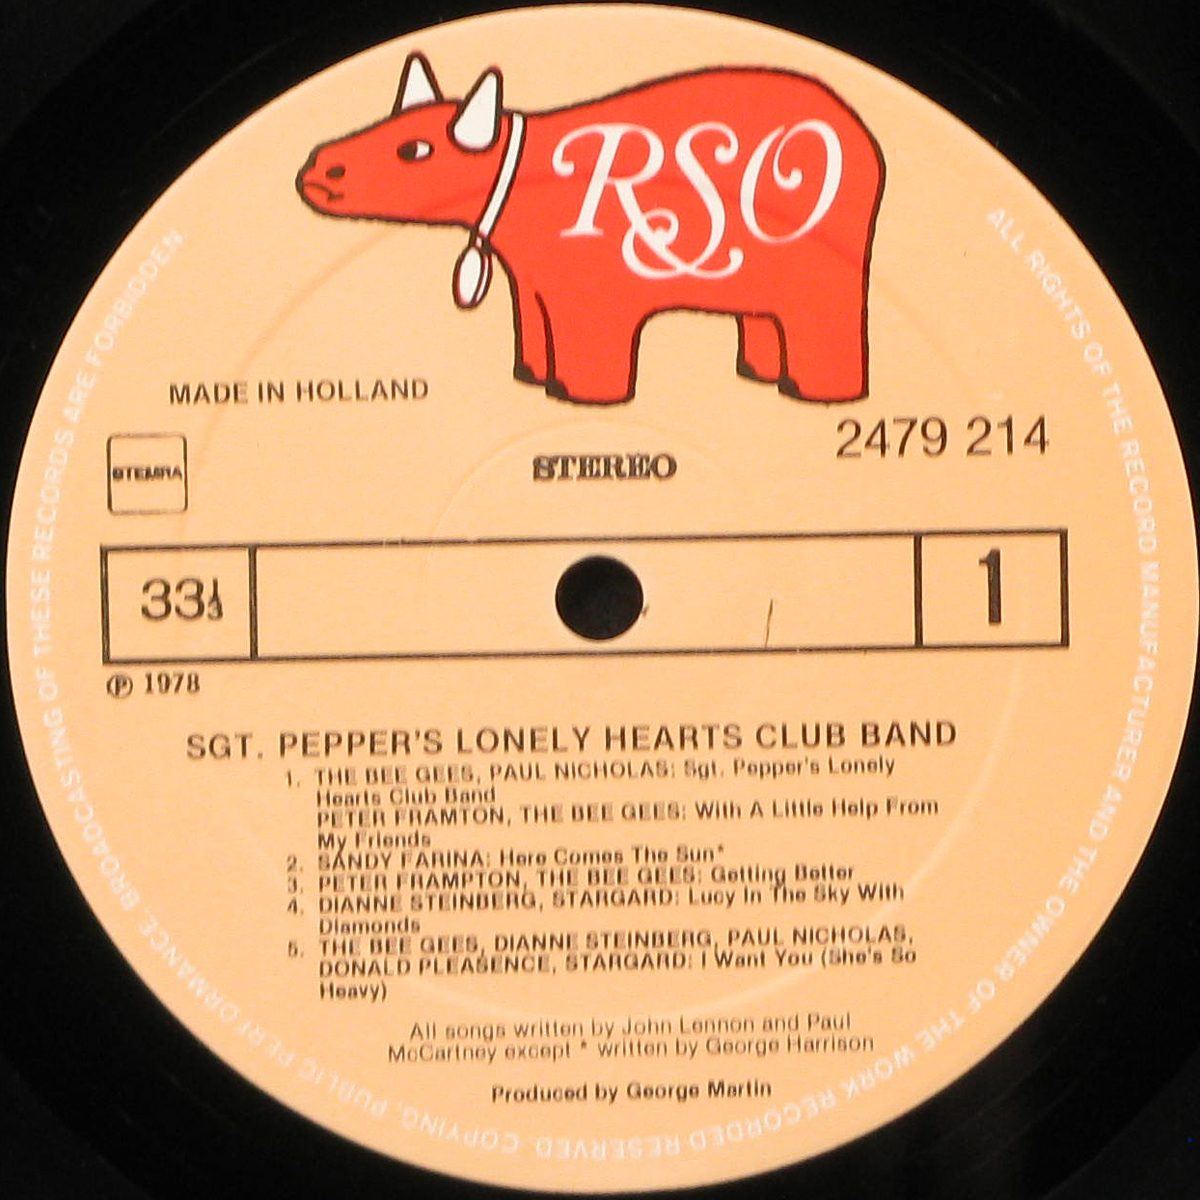 RSO
MADE IN HOLLAND
2479 214
STEMRA
STEREO
33⅓
1
℗ 1978
SGT. PEPPER'S LONELY HEARTS CLUB BAND
1. THE BEE GEES, PAUL NICHOLAS: Sgt. Pepper's Lonely
Hearts Club Band
PETER FRAMTON, THE BEE GEES: With A Little Help From
My Friends
2. SANDY FARINA: Here Comes The Sun*
3. PETER FRAMPTON, THE BEE GEES: Getting Better
4. DIANNE STEINBERG, STARGARD: Lucy In The Sky With
Diamonds
5. THE BEE GEES, DIANNE STEINBERG, PAUL NICHOLAS,
DONALD PLEASENCE, STARGARD: I Want You (She's So
Heavy)
All songs written by John Lennon and Paul
McCartney except * written by George Harrison
Produced by George Martin
ALL RIGHTS OF THE RECORD MANUFACTURER AND THE OWNER OF THE WORK RECORDED RESERVED. COPYING, PUBLIC PERFORMANCE, BROADCASTING OF THESE RECORDS ARE FORBIDDEN